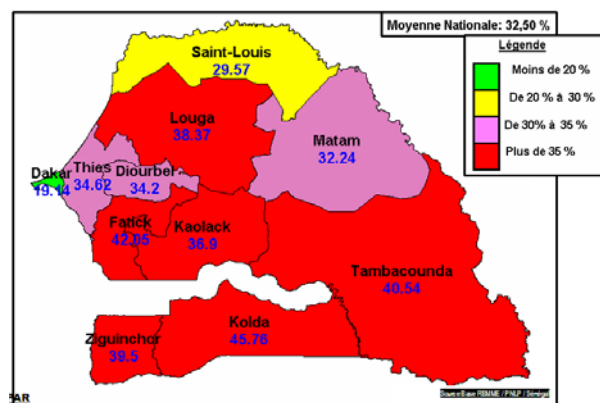 Moyenne Nationale: 32,50 %
Légende
Moins de 20 %
De 20 % à 30 %
De 30% à 35 %
Plus de 35 %
Saint-Louis
29.57
Louga
38.37
Matam
32.24
Dakar
19.14
Thies
34.62
Diourbel
34.2
Fatick
42.05
Kaolack
36.9
Tambacounda
40.54
Ziguinchor
39.5
Kolda
45.76
PAR